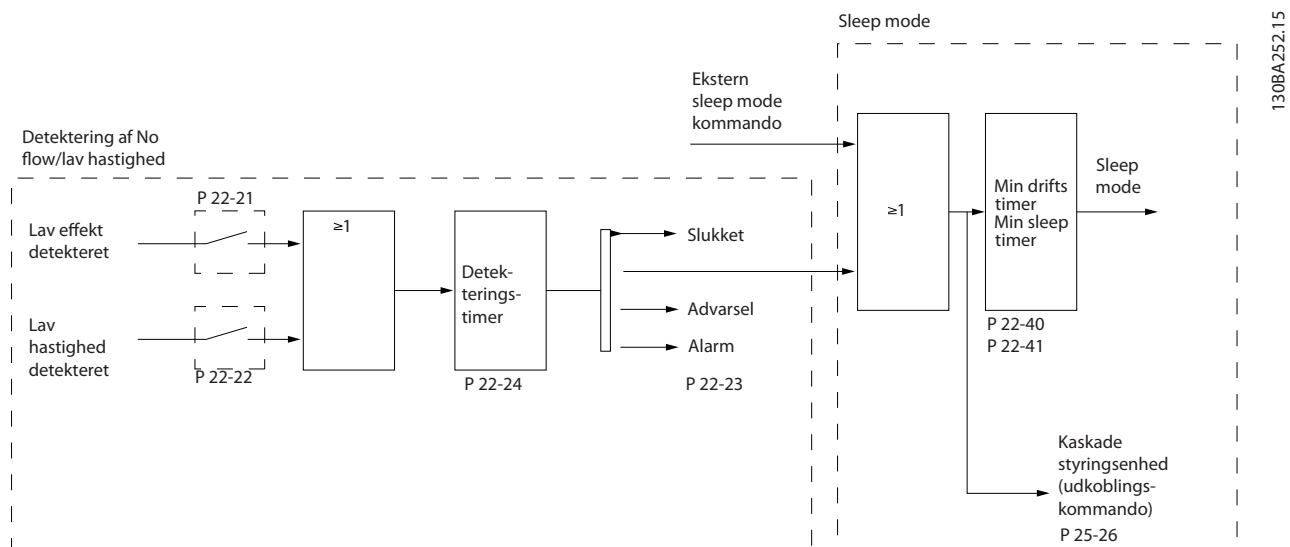 Sleep mode
130BA252.15
Ekstern
sleep mode
kommando
Detektering af No
flow/lav hastighed
P 22-21
Lav effekt
detekteret
Lav
hastighed
detekteret
P 22-22
≥1
Detek-
terings-
timer
P 22-24
Slukket
Advarsel
Alarm
P 22-23
≥1
Min drifts
timer
Min sleep
timer
P 22-40
P 22-41
Sleep
mode
Kaskade
styringsenhed
(udkoblings-
kommando)
P 25-26